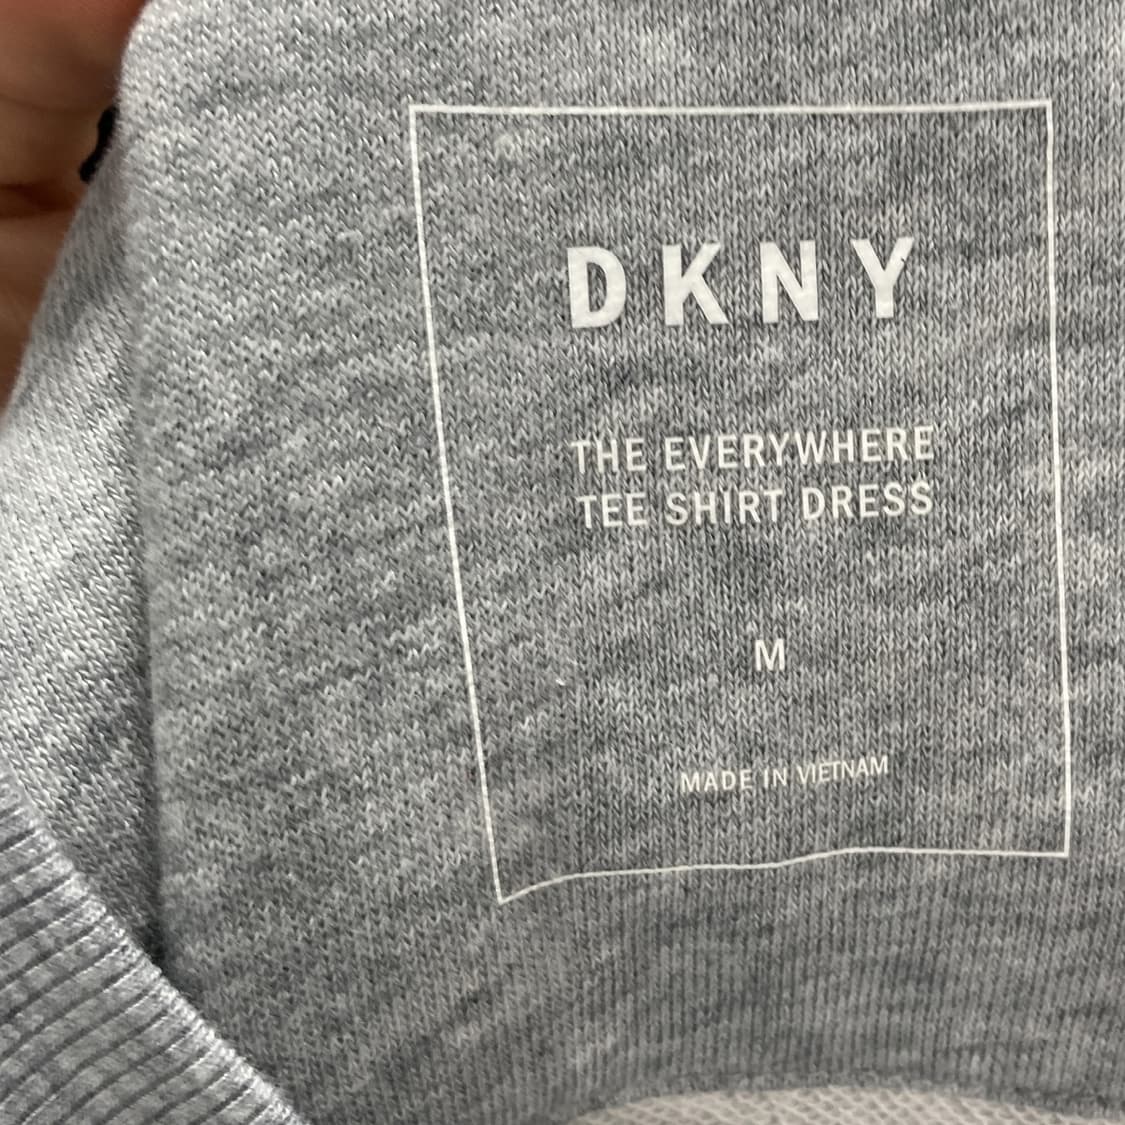 DKNY
THE EVERYWHERE
TEE SHIRT DRESS
M
MADE IN VIETNAM